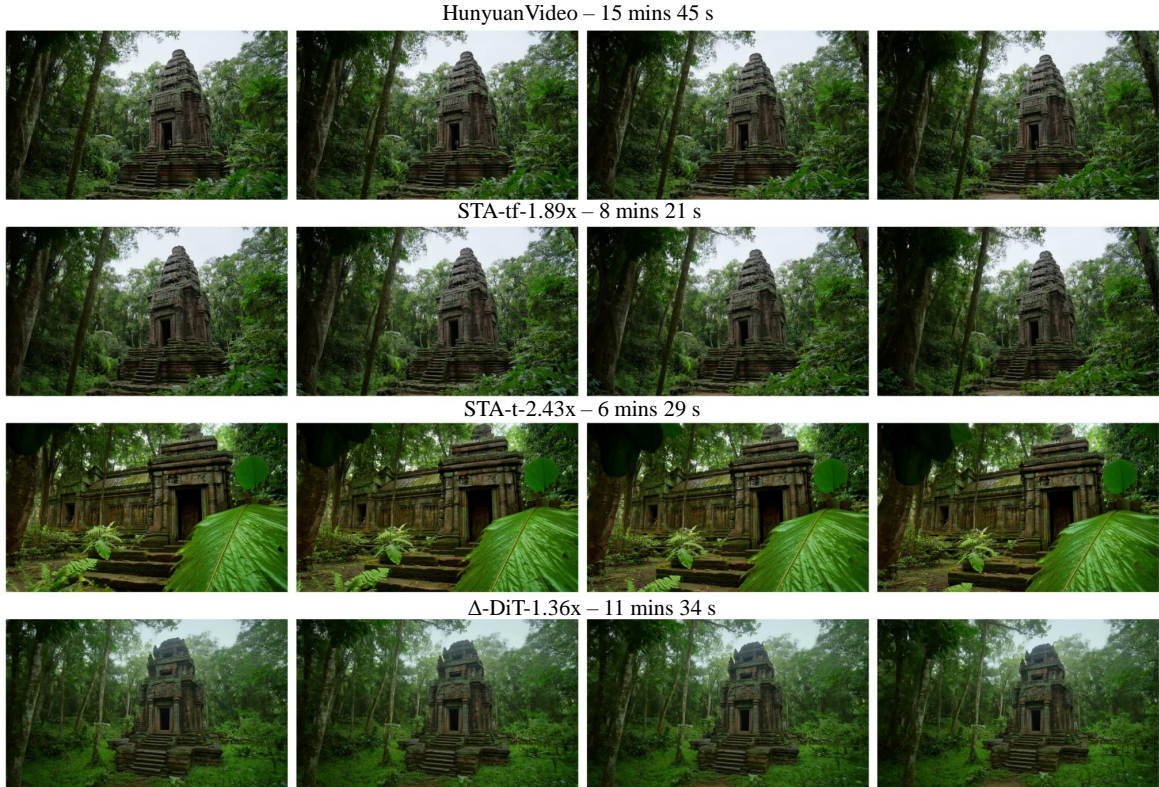 HunyuanVideo – 15 mins 45 s
STA-tf-1.89x – 8 mins 21 s
STA-t-2.43x – 6 mins 29 s
Δ-DiT-1.36x – 11 mins 34 s